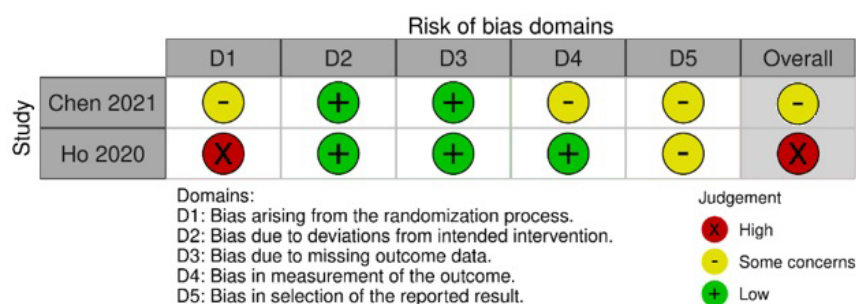 Risk of bias domains
D1 D2 D3 D4 D5 Overall
Study
Chen 2021 - + + - - -
Ho 2020 X + + + - X
Domains:
D1: Bias arising from the randomization process.
D2: Bias due to deviations from intended intervention.
D3: Bias due to missing outcome data.
D4: Bias in measurement of the outcome.
D5: Bias in selection of the reported result.
Judgement
X High
- Some concerns
+ Low